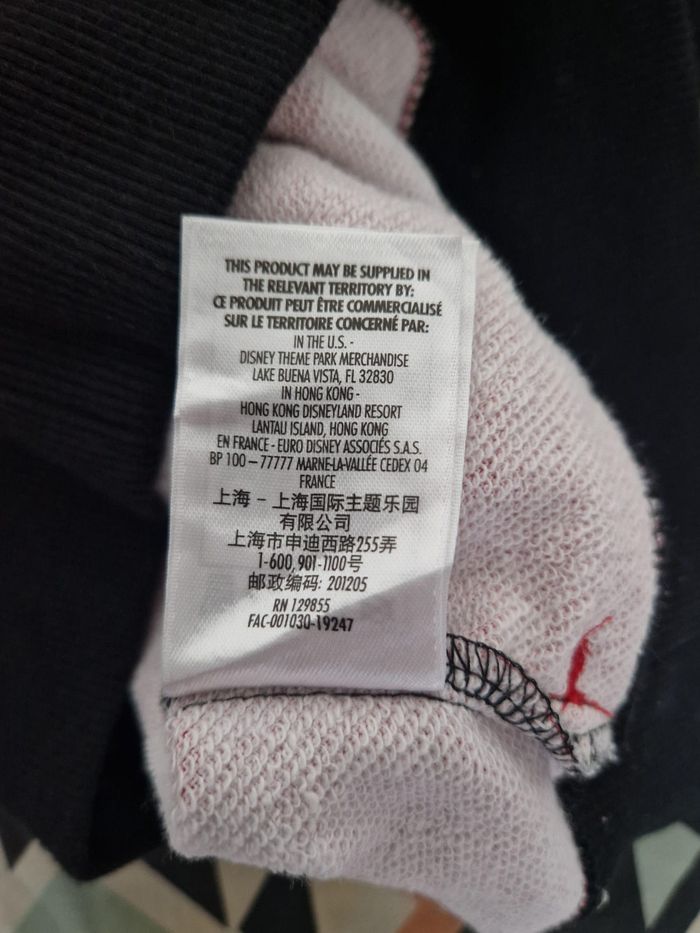 THIS PRODUCT MAY BE SUPPLIED IN
THE RELEVANT TERRITORY BY:
CE PRODUIT PEUT ÊTRE COMMERCIALISÉ
SUR LE TERRITOIRE CONCERNÉ PAR:
IN THE U.S. -
DISNEY THEME PARK MERCHANDISE
LAKE BUENA VISTA, FL 32830
IN HONG KONG -
HONG KONG DISNEYLAND RESORT
LANTAU ISLAND, HONG KONG
EN FRANCE - EURO DISNEY ASSOCIÉS S.A.S.
BP 100 – 77777 MARNE-LA-VALLÉE CEDEX 04
FRANCE
上海 - 上海国际主题乐园
有限公司
上海市申迪西路255弄
1-600,901-1100号
邮政编码: 201205
RN 129855
FAC-001030-19247